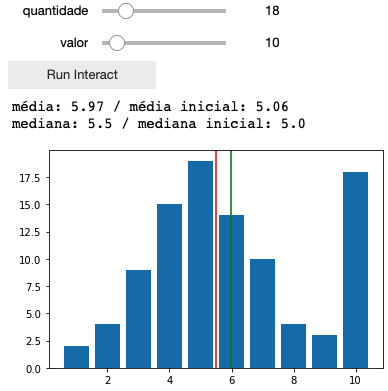 quantidade 18
valor 10
Run Interact
média: 5.97 / média inicial: 5.06
mediana: 5.5 / mediana inicial: 5.0
17.5
15.0
12.5
10.0
7.5
5.0
2.5
0.0
2 4 6 8 10